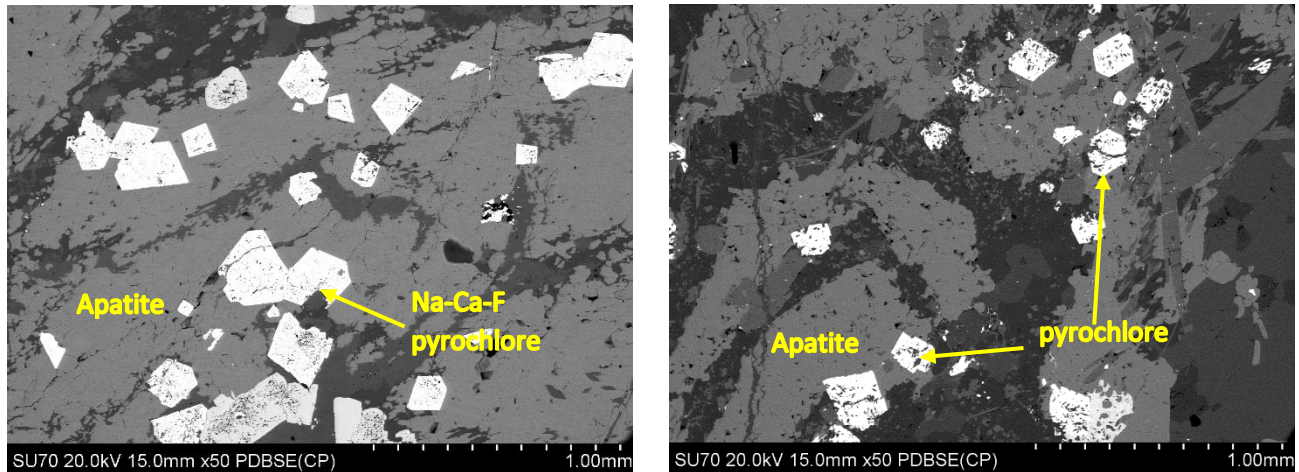 Apatite
Na-Ca-F
pyrochlore
SU70 20.0kV 15.0mm x50 PDBSE(CP)
1.00mm
Apatite
pyrochlore
SU70 20.0kV 15.0mm x50 PDBSE(CP)
1.00mm